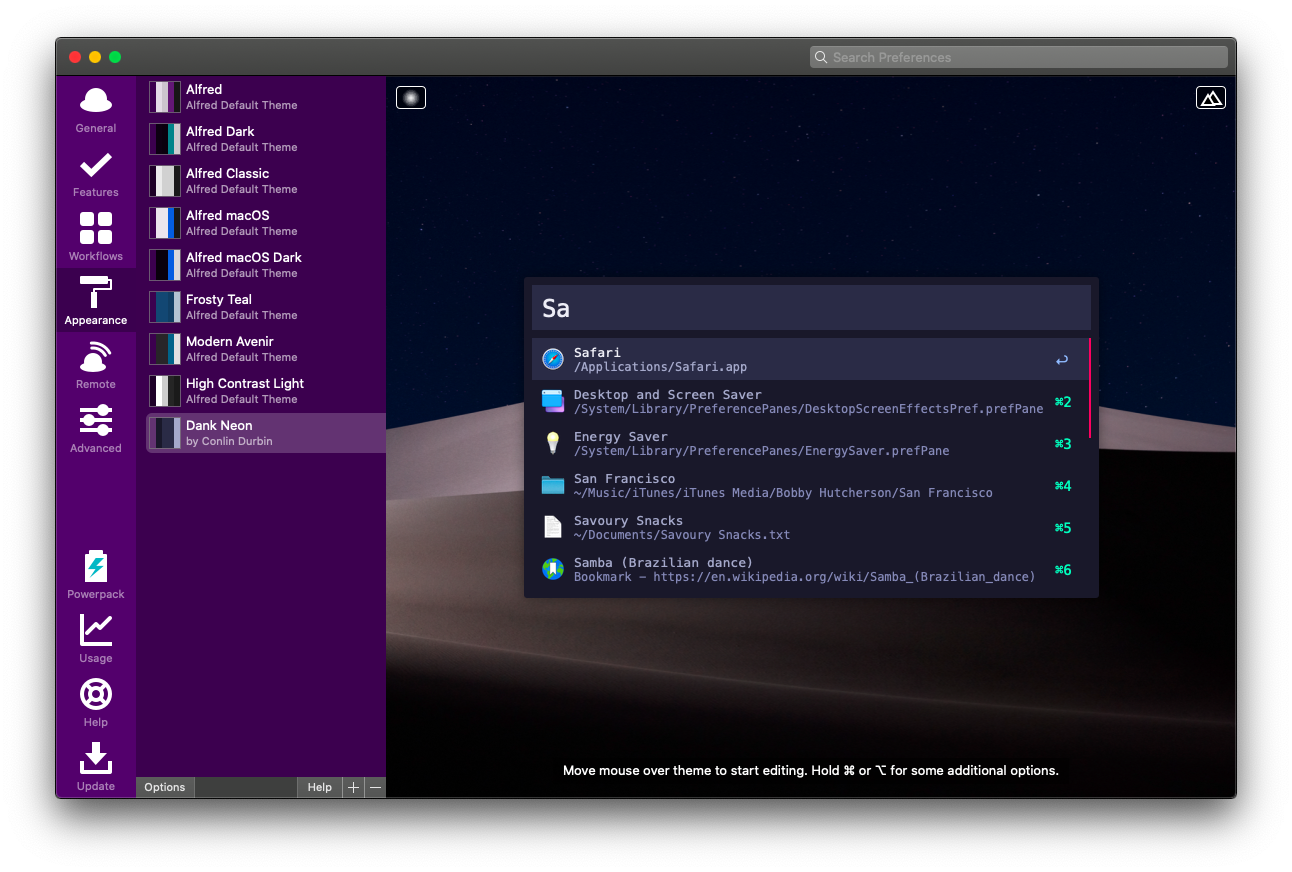 Search Preferences
General
Features
Workflows
Appearance
Remote
Advanced
Powerpack
Usage
Help
Update
Alfred
Alfred Default Theme
Alfred Dark
Alfred Default Theme
Alfred Classic
Alfred Default Theme
Alfred macOS
Alfred Default Theme
Alfred macOS Dark
Alfred Default Theme
Frosty Teal
Alfred Default Theme
Modern Avenir
Alfred Default Theme
High Contrast Light
Alfred Default Theme
Dank Neon
by Conlin Durbin
Options
Help + −
Sa
Safari
/Applications/Safari.app ↩
Desktop and Screen Saver
/System/Library/PreferencePanes/DesktopScreenEffectsPref.prefPane ⌘2
Energy Saver
/System/Library/PreferencePanes/EnergySaver.prefPane ⌘3
San Francisco
~/Music/iTunes/iTunes Media/Bobby Hutcherson/San Francisco ⌘4
Savoury Snacks
~/Documents/Savoury Snacks.txt ⌘5
Samba (Brazilian dance)
Bookmark – https://en.wikipedia.org/wiki/Samba_(Brazilian_dance) ⌘6
Move mouse over theme to start editing. Hold ⌘ or ⌥ for some additional options.